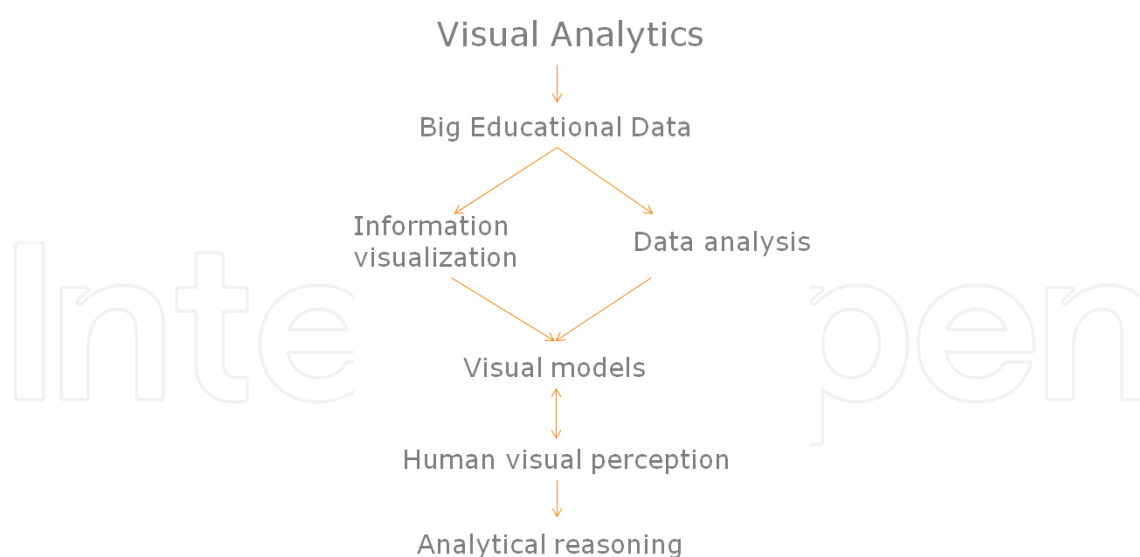 Visual Analytics
Big Educational Data
Information
visualization
Data analysis
Visual models
Human visual perception
Analytical reasoning